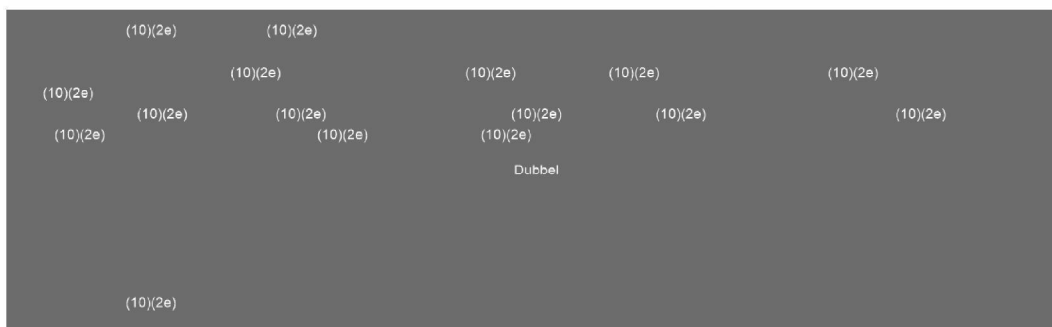 (10)(2e) (10)(2e)
(10)(2e) (10)(2e) (10)(2e) (10)(2e)
(10)(2e)
(10)(2e) (10)(2e) (10)(2e) (10)(2e) (10)(2e)
(10)(2e) (10)(2e) (10)(2e)
Dubbel
(10)(2e)